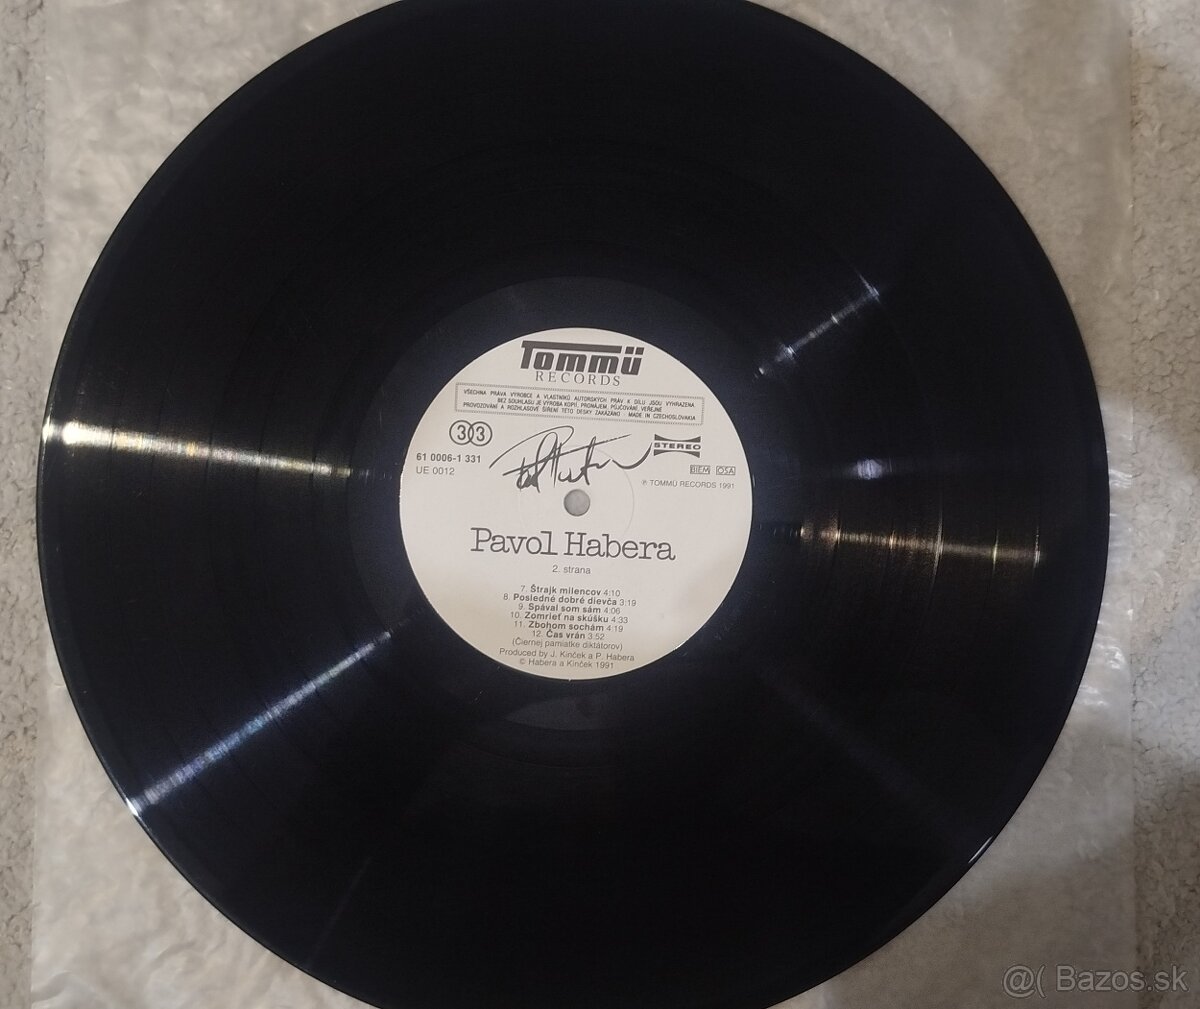 Tommü
RECORDS
VŠECHNA PRÁVA VÝROBCE A VLASTNÍKŮ AUTORSKÝCH PRÁV K DÍLU JSOU VYHRAZENA
BEZ SOUHLASU JE VÝROBA KOPIÍ, PRONÁJEM, PŮJČOVÁNÍ, VEŘEJNÉ
PROVOZOVÁNÍ A ROZHLASOVÉ ŠÍŘENÍ TÉTO DESKY ZAKÁZÁNO · MADE IN CZECHOSLOVAKIA
33
STEREO
61 0006-1 331
UE 0012
BIEM OSA
℗ TOMMÜ RECORDS 1991
Pavol Habera
2. strana
7. Štrajk milencov 4:10
8. Posledné dobré dievča 3:19
9. Spával som sám 4:06
10. Zomrieť na skúšku 4:33
11. Zbohom sochám 4:19
12. Čas vrán 3:52
(Čiernej pamiatke diktátorov)
Produced by J. Kinček a P. Habera
© Habera a Kinček 1991
@( Bazos.sk